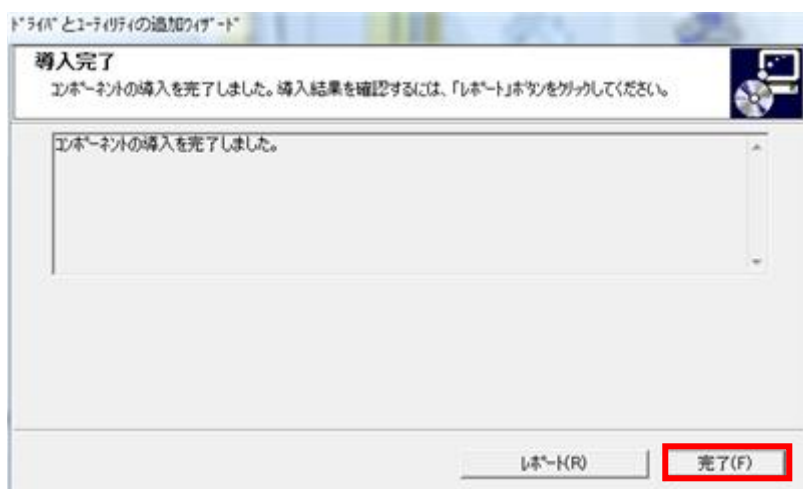 ﾄﾞﾗｲﾊﾞとﾕｰﾃｨﾘﾃｨの追加ｳｨｻﾞｰﾄﾞ
導入完了
ｺﾝﾎﾟｰﾈﾝﾄの導入を完了しました。導入結果を確認するには、「ﾚﾎﾟｰﾄ」ﾎﾞﾀﾝをｸﾘｯｸしてください。
ｺﾝﾎﾟｰﾈﾝﾄの導入を完了しました。
ﾚﾎﾟｰﾄ(R)
完了(F)